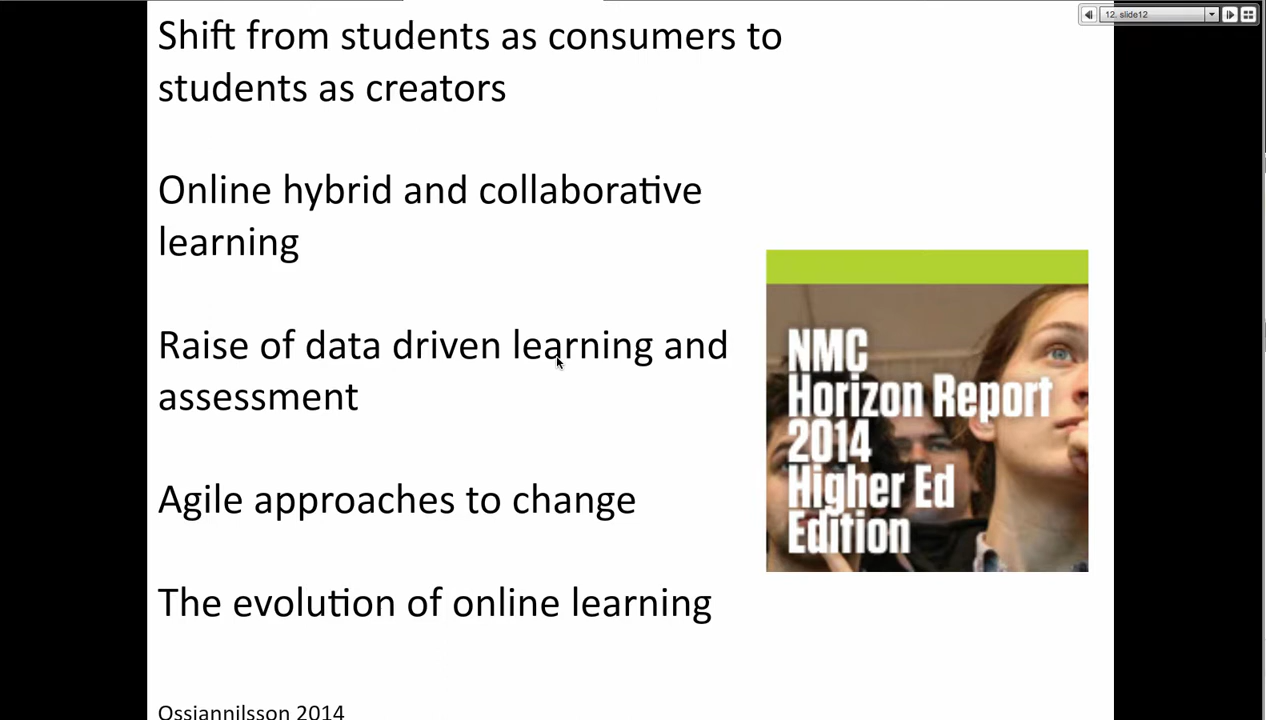 12. slide12
Shift from students as consumers to
students as creators
Online hybrid and collaborative
learning
Raise of data driven learning and
assessment
Agile approaches to change
The evolution of online learning
NMC
Horizon Report
2014
Higher Ed
Edition
Ossiannilsson 2014